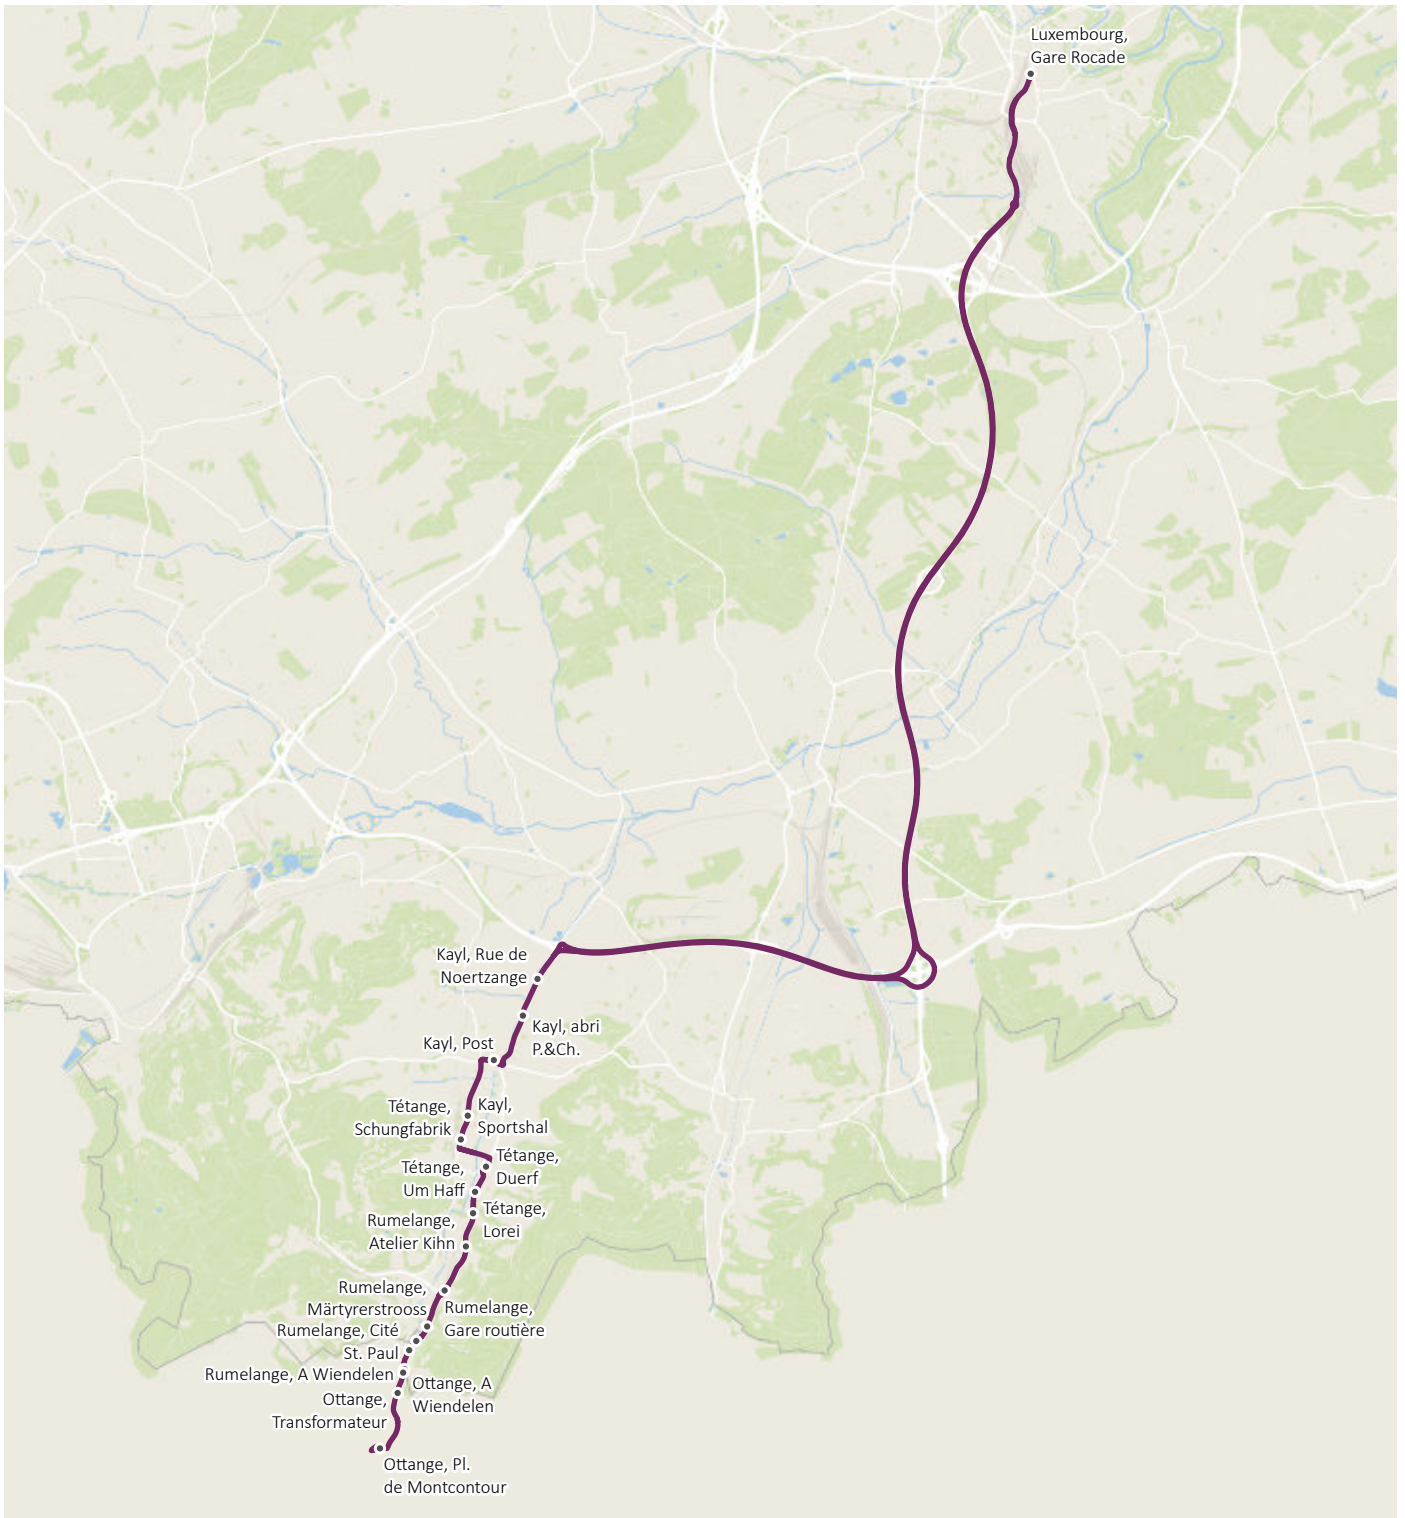 Luxembourg,
Gare Rocade
Kayl, Rue de
Noertzange
Kayl, abri
P.&Ch.
Kayl, Post
Tétange,
Schungfabrik
Kayl,
Sportshal
Tétange,
Duerf
Tétange,
Um Haff
Tétange,
Lorei
Rumelange,
Atelier Kihn
Rumelange,
Märtyrerstrooss
Rumelange,
Gare routière
Rumelange, Cité
St. Paul
Rumelange, A Wiendelen
Ottange, A
Wiendelen
Ottange,
Transformateur
Ottange, Pl.
de Montcontour